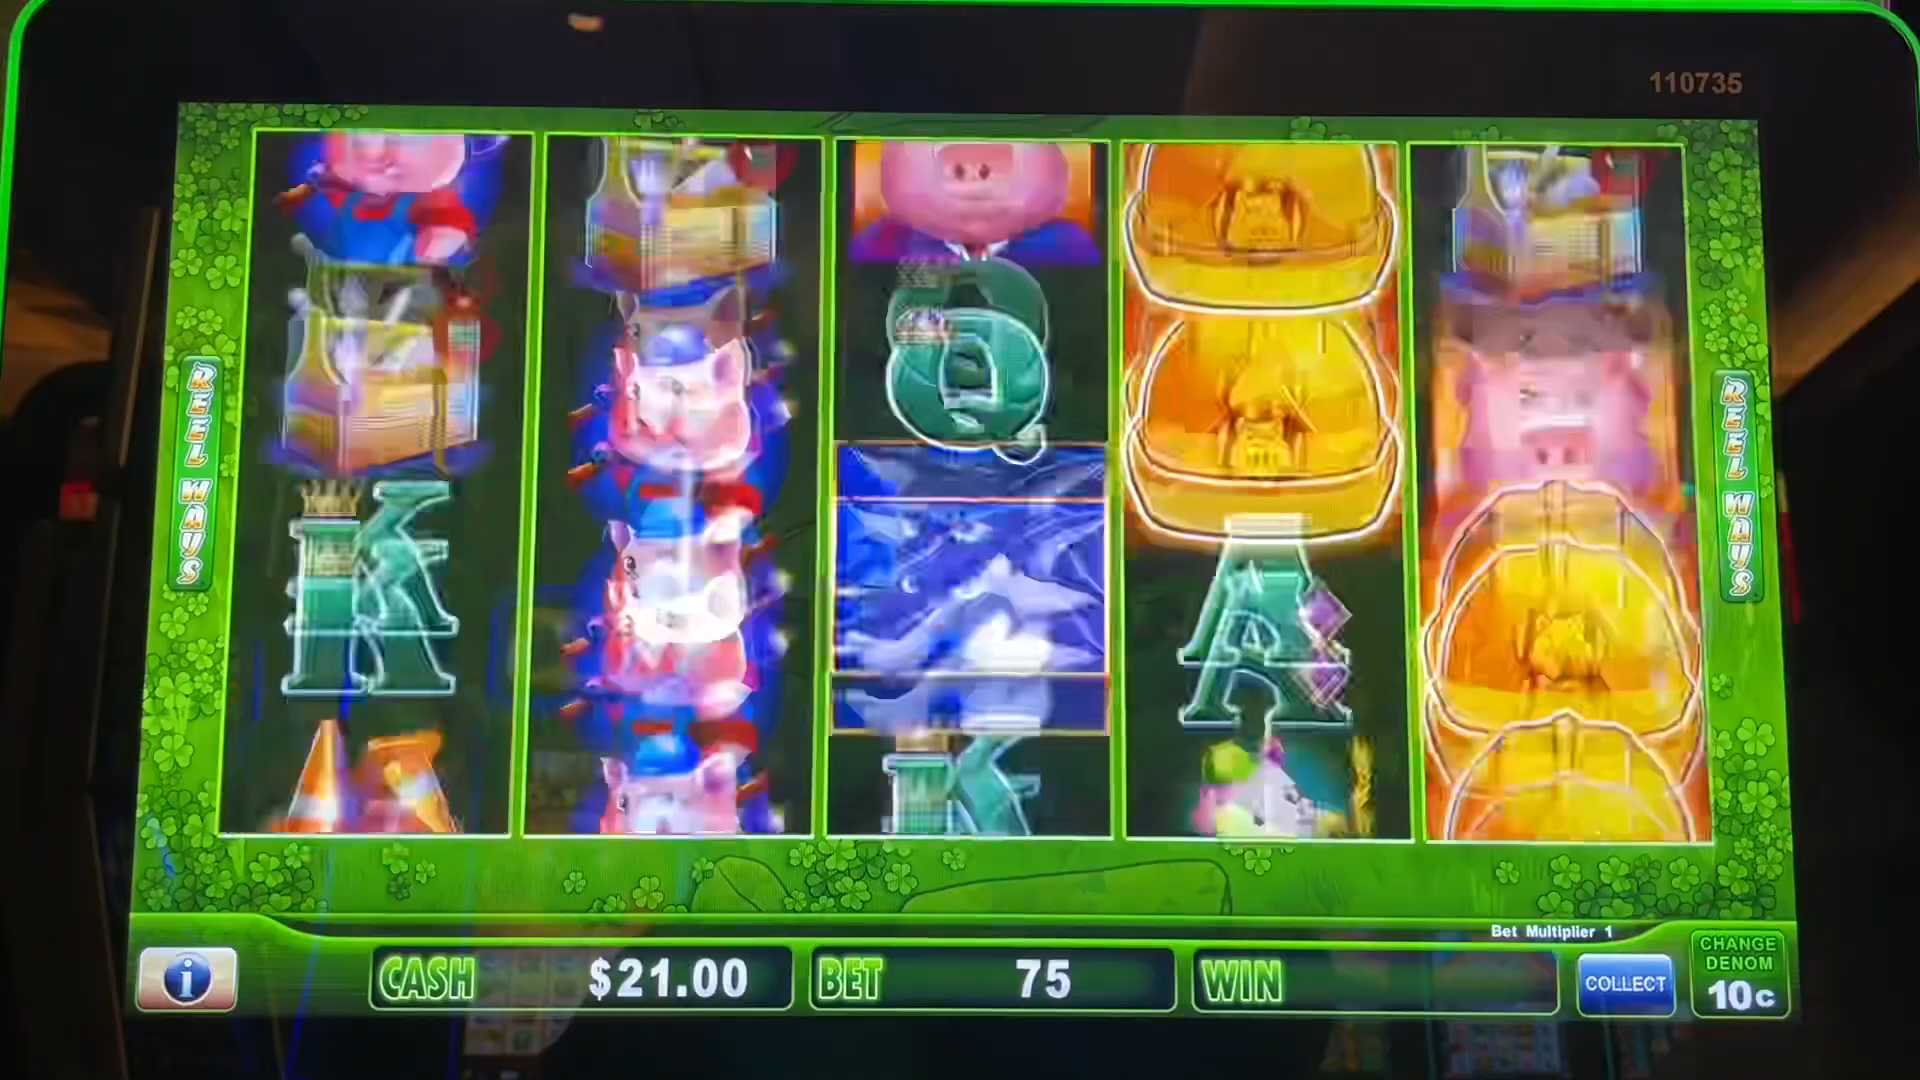 110735
REEL WAYS
REEL WAYS
Q
K
A
K
Bet Multiplier 1
i
CASH $21.00
BET 75
WIN
COLLECT
CHANGE
DENOM
10c